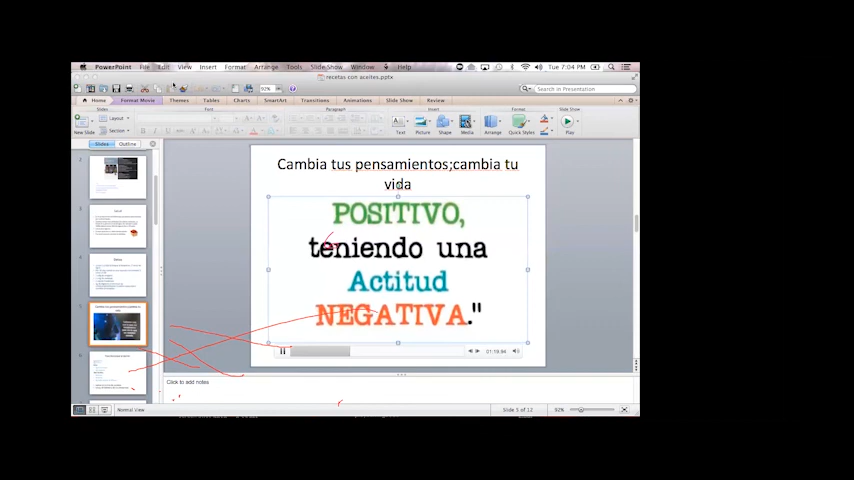 PowerPoint File Edit View Insert Format Arrange Tools Slide Show Window Help Tue 7:04 PM
recetas con aceites.pptx
92% Search in Presentation
Home Format Movie Themes Tables Charts SmartArt Transitions Animations Slide Show Review
Slides Font Paragraph Insert Format Slide Show
New Slide Layout Section Text Picture Shape Media Arrange Quick Styles Play
Slides Outline
Cambia tus pensamientos;cambia tu
vida
POSITIVO,
teniendo una
Actitud
NEGATIVA."
01:19.94
Click to add notes
Normal View Slide 5 of 12 92%